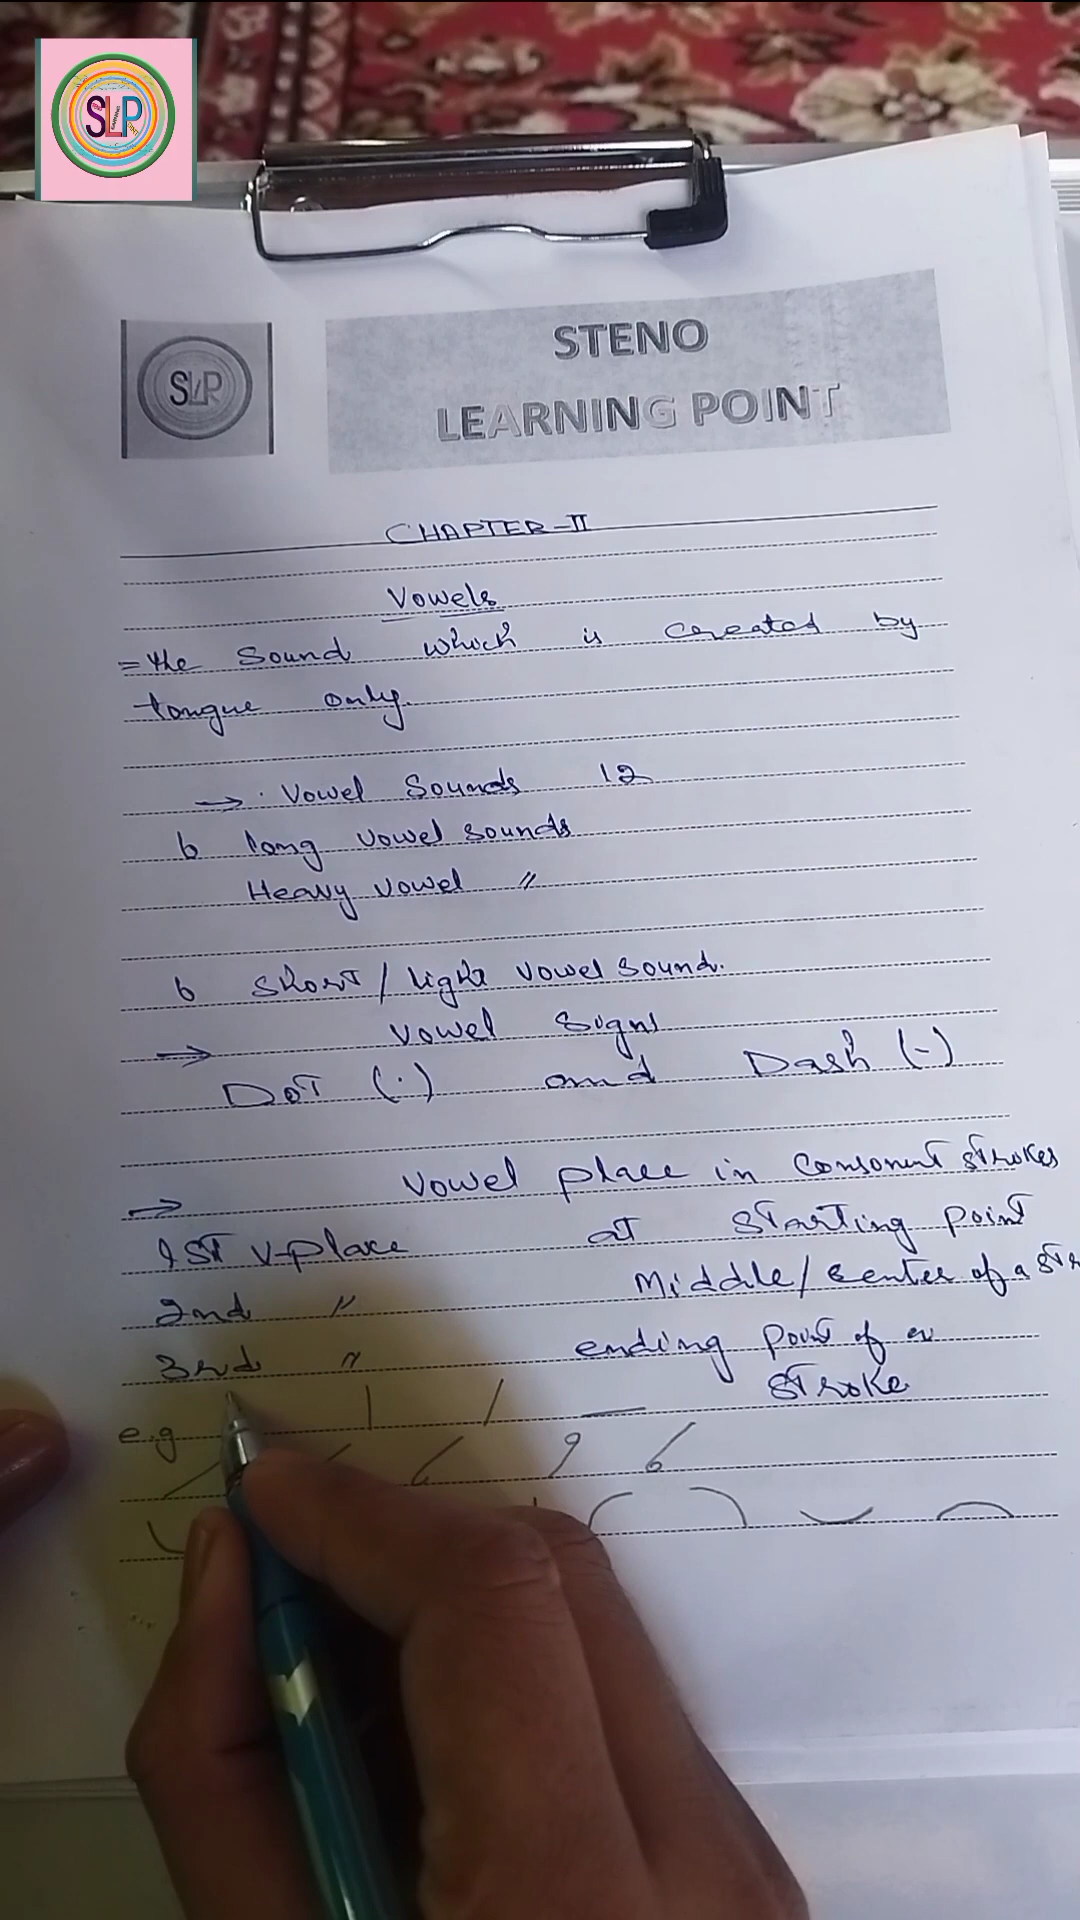 SLP
SLP
STENO
LEARNING POINT
CHAPTER-II
Vowels
= the Sound which is created by
tongue only.
→ Vowel Sounds 12
6 long vowel sounds
Heavy vowel "
6 short / light vowel sound.
→ Vowel Signs
DOT (.) and Dash (-)
→ Vowel place in Consonent strokes
1ST V-place at starting point
2nd " Middle/Center of a str
3rd " ending point of a
stroke
e.g